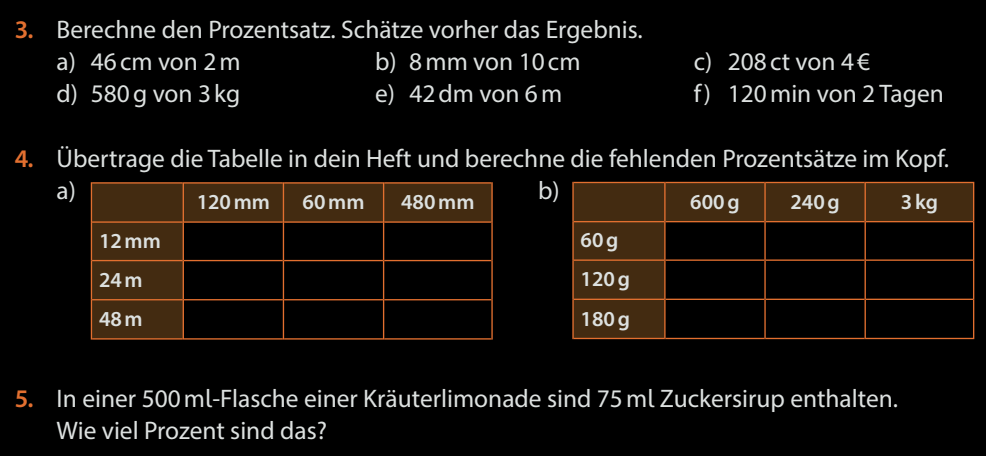 3. Berechne den Prozentsatz. Schätze vorher das Ergebnis.
a) 46 cm von 2 m b) 8 mm von 10 cm c) 208 ct von 4 €
d) 580 g von 3 kg e) 42 dm von 6 m f) 120 min von 2 Tagen
4. Übertrage die Tabelle in dein Heft und berechne die fehlenden Prozentsätze im Kopf.
a)
120 mm 60 mm 480 mm
12 mm
24 m
48 m
b)
600 g 240 g 3 kg
60 g
120 g
180 g
5. In einer 500 ml-Flasche einer Kräuterlimonade sind 75 ml Zuckersirup enthalten.
Wie viel Prozent sind das?